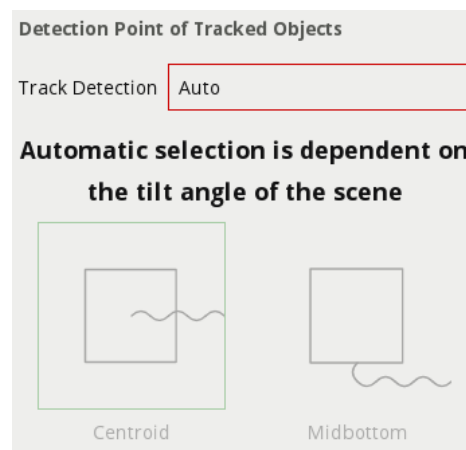 Detection Point of Tracked Objects
Track Detection Auto
Automatic selection is dependent on
the tilt angle of the scene
Centroid Midbottom